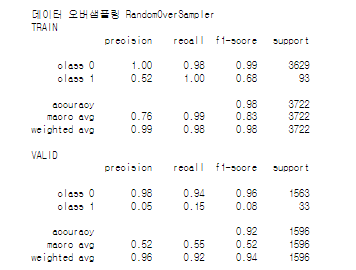 데이터 오버샘플링 RandomOverSampler
TRAIN
precision recall f1-score support
class 0 1.00 0.98 0.99 3629
class 1 0.52 1.00 0.68 93
accuracy 0.98 3722
macro avg 0.76 0.99 0.83 3722
weighted avg 0.99 0.98 0.98 3722
VALID
precision recall f1-score support
class 0 0.98 0.94 0.96 1563
class 1 0.05 0.15 0.08 33
accuracy 0.92 1596
macro avg 0.52 0.55 0.52 1596
weighted avg 0.96 0.92 0.94 1596